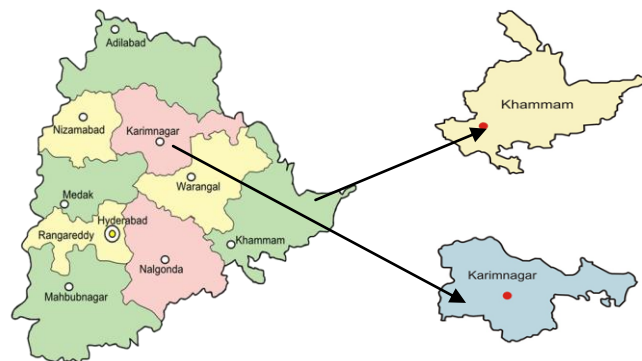 Adilabad
Nizamabad
Karimnagar
Medak
Warangal
Hyderabad
Rangareddy
Khammam
Nalgonda
Mahbubnagar
Khammam
Karimnagar